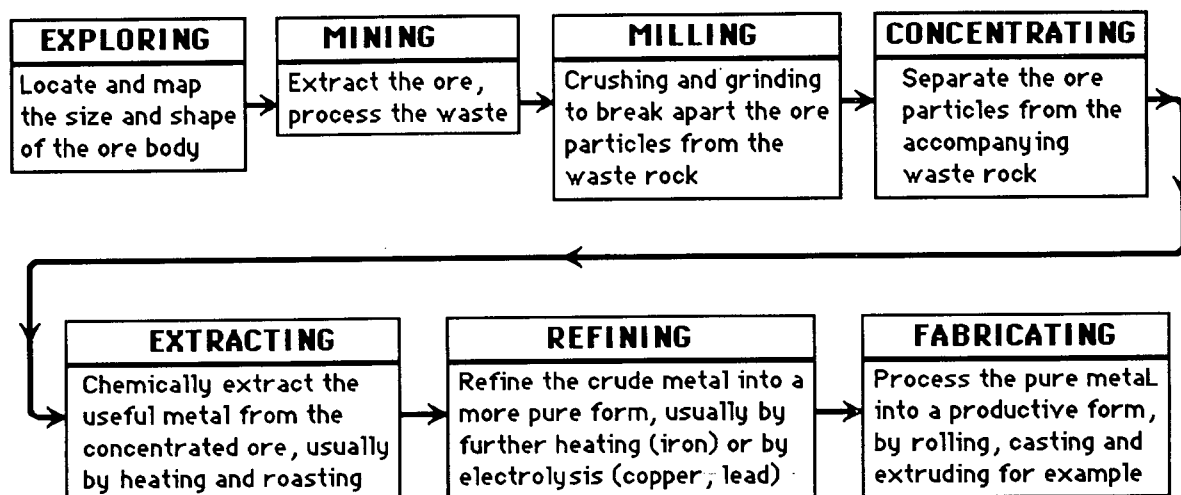 EXPLORING
Locate and map
the size and shape
of the ore body
MINING
Extract the ore,
process the waste
MILLING
Crushing and grinding
to break apart the ore
particles from the
waste rock
CONCENTRATING
Separate the ore
particles from the
accompanying
waste rock
EXTRACTING
Chemically extract the
useful metal from the
concentrated ore, usually
by heating and roasting
REFINING
Refine the crude metal into a
more pure form, usually by
further heating (iron) or by
electrolysis (copper, lead)
FABRICATING
Process the pure metaL
into a productive form,
by rolling, casting and
extruding for example